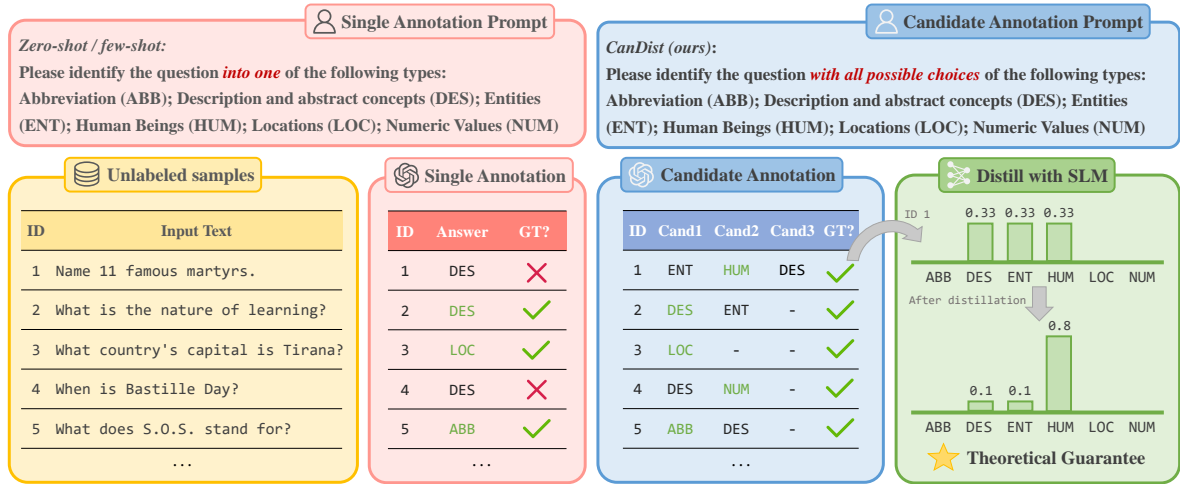 Single Annotation Prompt
Zero-shot / few-shot:
Please identify the question into one of the following types:
Abbreviation (ABB); Description and abstract concepts (DES); Entities
(ENT); Human Beings (HUM); Locations (LOC); Numeric Values (NUM)
Candidate Annotation Prompt
CanDist (ours):
Please identify the question with all possible choices of the following types:
Abbreviation (ABB); Description and abstract concepts (DES); Entities
(ENT); Human Beings (HUM); Locations (LOC); Numeric Values (NUM)
Unlabeled samples
ID Input Text
1 Name 11 famous martyrs.
2 What is the nature of learning?
3 What country's capital is Tirana?
4 When is Bastille Day?
5 What does S.O.S. stand for?
...
Single Annotation
ID Answer GT?
1 DES
2 DES
3 LOC
4 DES
5 ABB
...
Candidate Annotation
ID Cand1 Cand2 Cand3 GT?
1 ENT HUM DES
2 DES ENT -
3 LOC - -
4 DES NUM -
5 ABB DES -
...
Distill with SLM
ID 1
0.33 0.33 0.33
ABB DES ENT HUM LOC NUM
After distillation
0.8
0.1 0.1
ABB DES ENT HUM LOC NUM
Theoretical Guarantee